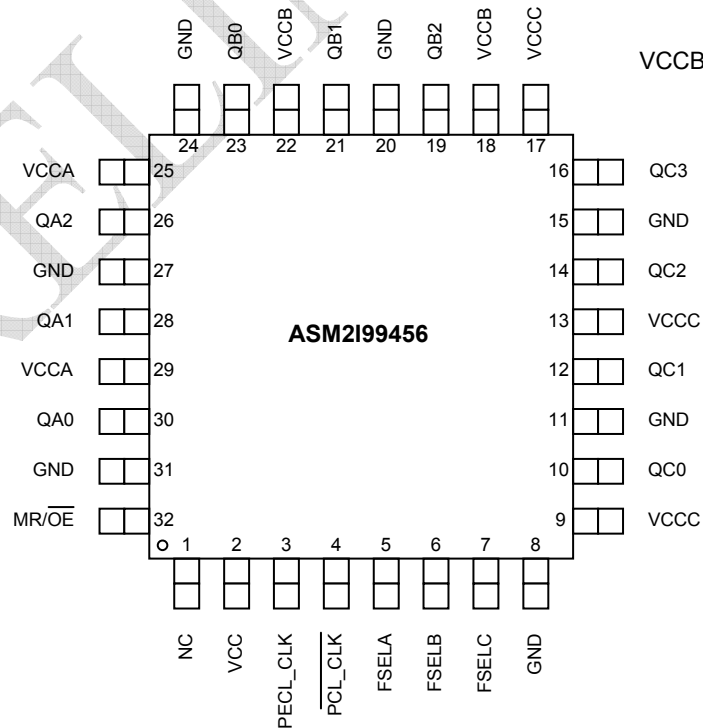 GND QB0 VCCB QB1 GND QB2 VCCB VCCC
VCCB
24 23 22 21 20 19 18 17
VCCA 25 16 QC3
QA2 26 15 GND
GND 27 14 QC2
QA1 28 13 VCCC
ASM2I99456
VCCA 29 12 QC1
QA0 30 11 GND
GND 31 10 QC0
MR/O̅E̅ 32 9 VCCC
1 2 3 4 5 6 7 8
NC VCC PECL_CLK P̅C̅L̅_̅C̅L̅K̅ FSELA FSELB FSELC GND